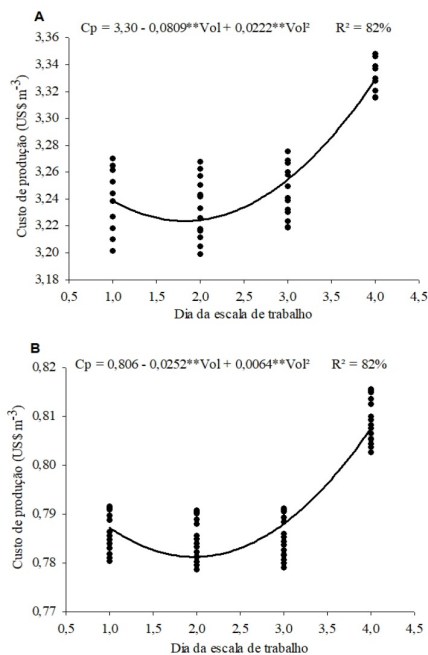 A
Cp = 3,30 - 0,0809**Vol + 0,0222**Vol² R² = 82%
3,36
3,34
3,32
3,30
3,26
3,24
3,22
3,20
3,18
Custo de produção (US$ m⁻³)
0,5 1,0 1,5 2,0 2,5 3,0 3,5 4,0 4,5
Dia da escala de trabalho
B
Cp = 0,806 - 0,0252**Vol + 0,0064**Vol² R² = 82%
0,82
0,81
0,80
0,79
0,78
0,77
Custo de produção (US$ m⁻³)
0,5 1,0 1,5 2,0 2,5 3,0 3,5 4,0 4,5
Dia da escala de trabalho